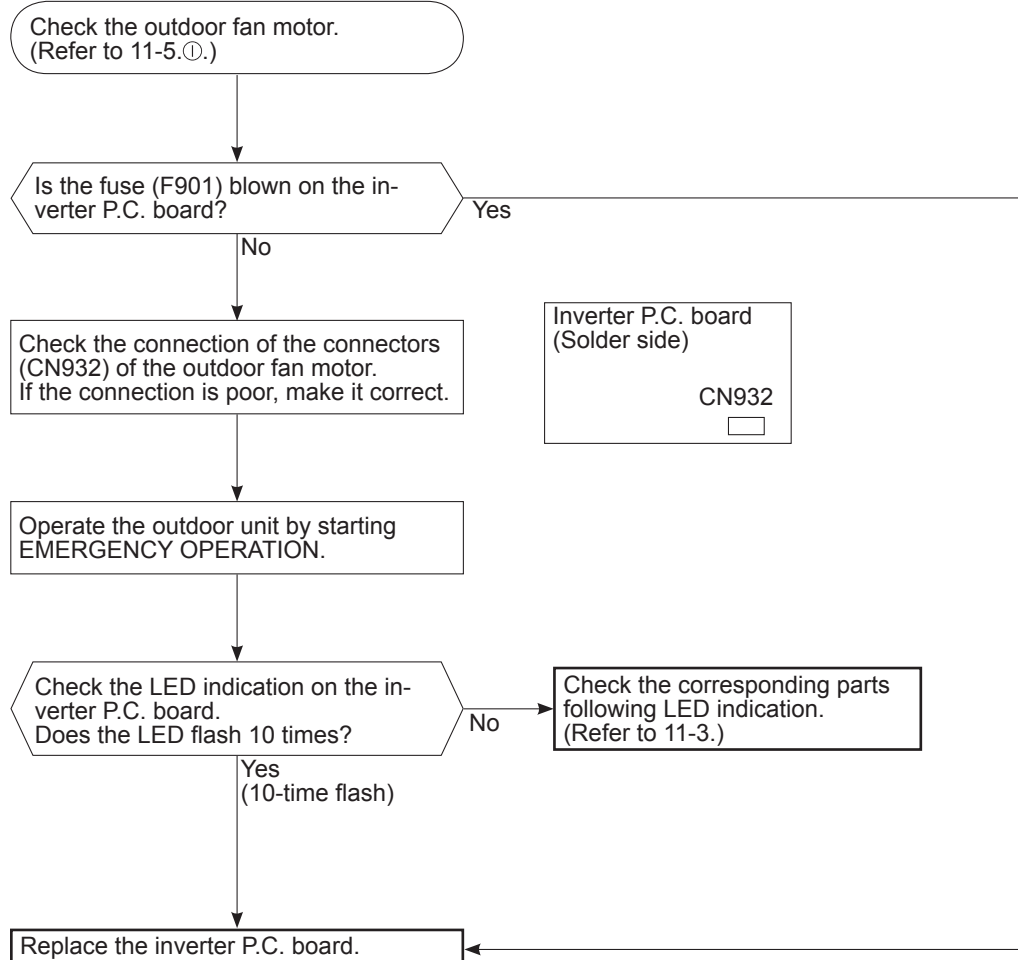 Check the outdoor fan motor.
(Refer to 11-5.Ⓘ.)
Is the fuse (F901) blown on the in-
verter P.C. board?
Yes
No
Inverter P.C. board
(Solder side)
CN932
Check the connection of the connectors
(CN932) of the outdoor fan motor.
If the connection is poor, make it correct.
Operate the outdoor unit by starting
EMERGENCY OPERATION.
Check the LED indication on the in-
verter P.C. board.
Does the LED flash 10 times?
No
Check the corresponding parts
following LED indication.
(Refer to 11-3.)
Yes
(10-time flash)
Replace the inverter P.C. board.